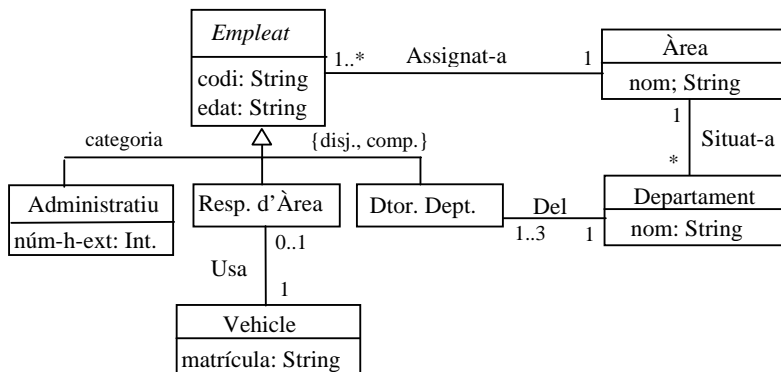 Empleat
codi: String
edat: String
1..*
Assignat-a
1
Àrea
nom; String
1
Situat-a
*
categoria
{disj., comp.}
Administratiu
núm-h-ext: Int.
Resp. d'Àrea
Dtor. Dept.
Del
1..3
1
Departament
nom: String
0..1
Usa
1
Vehicle
matrícula: String